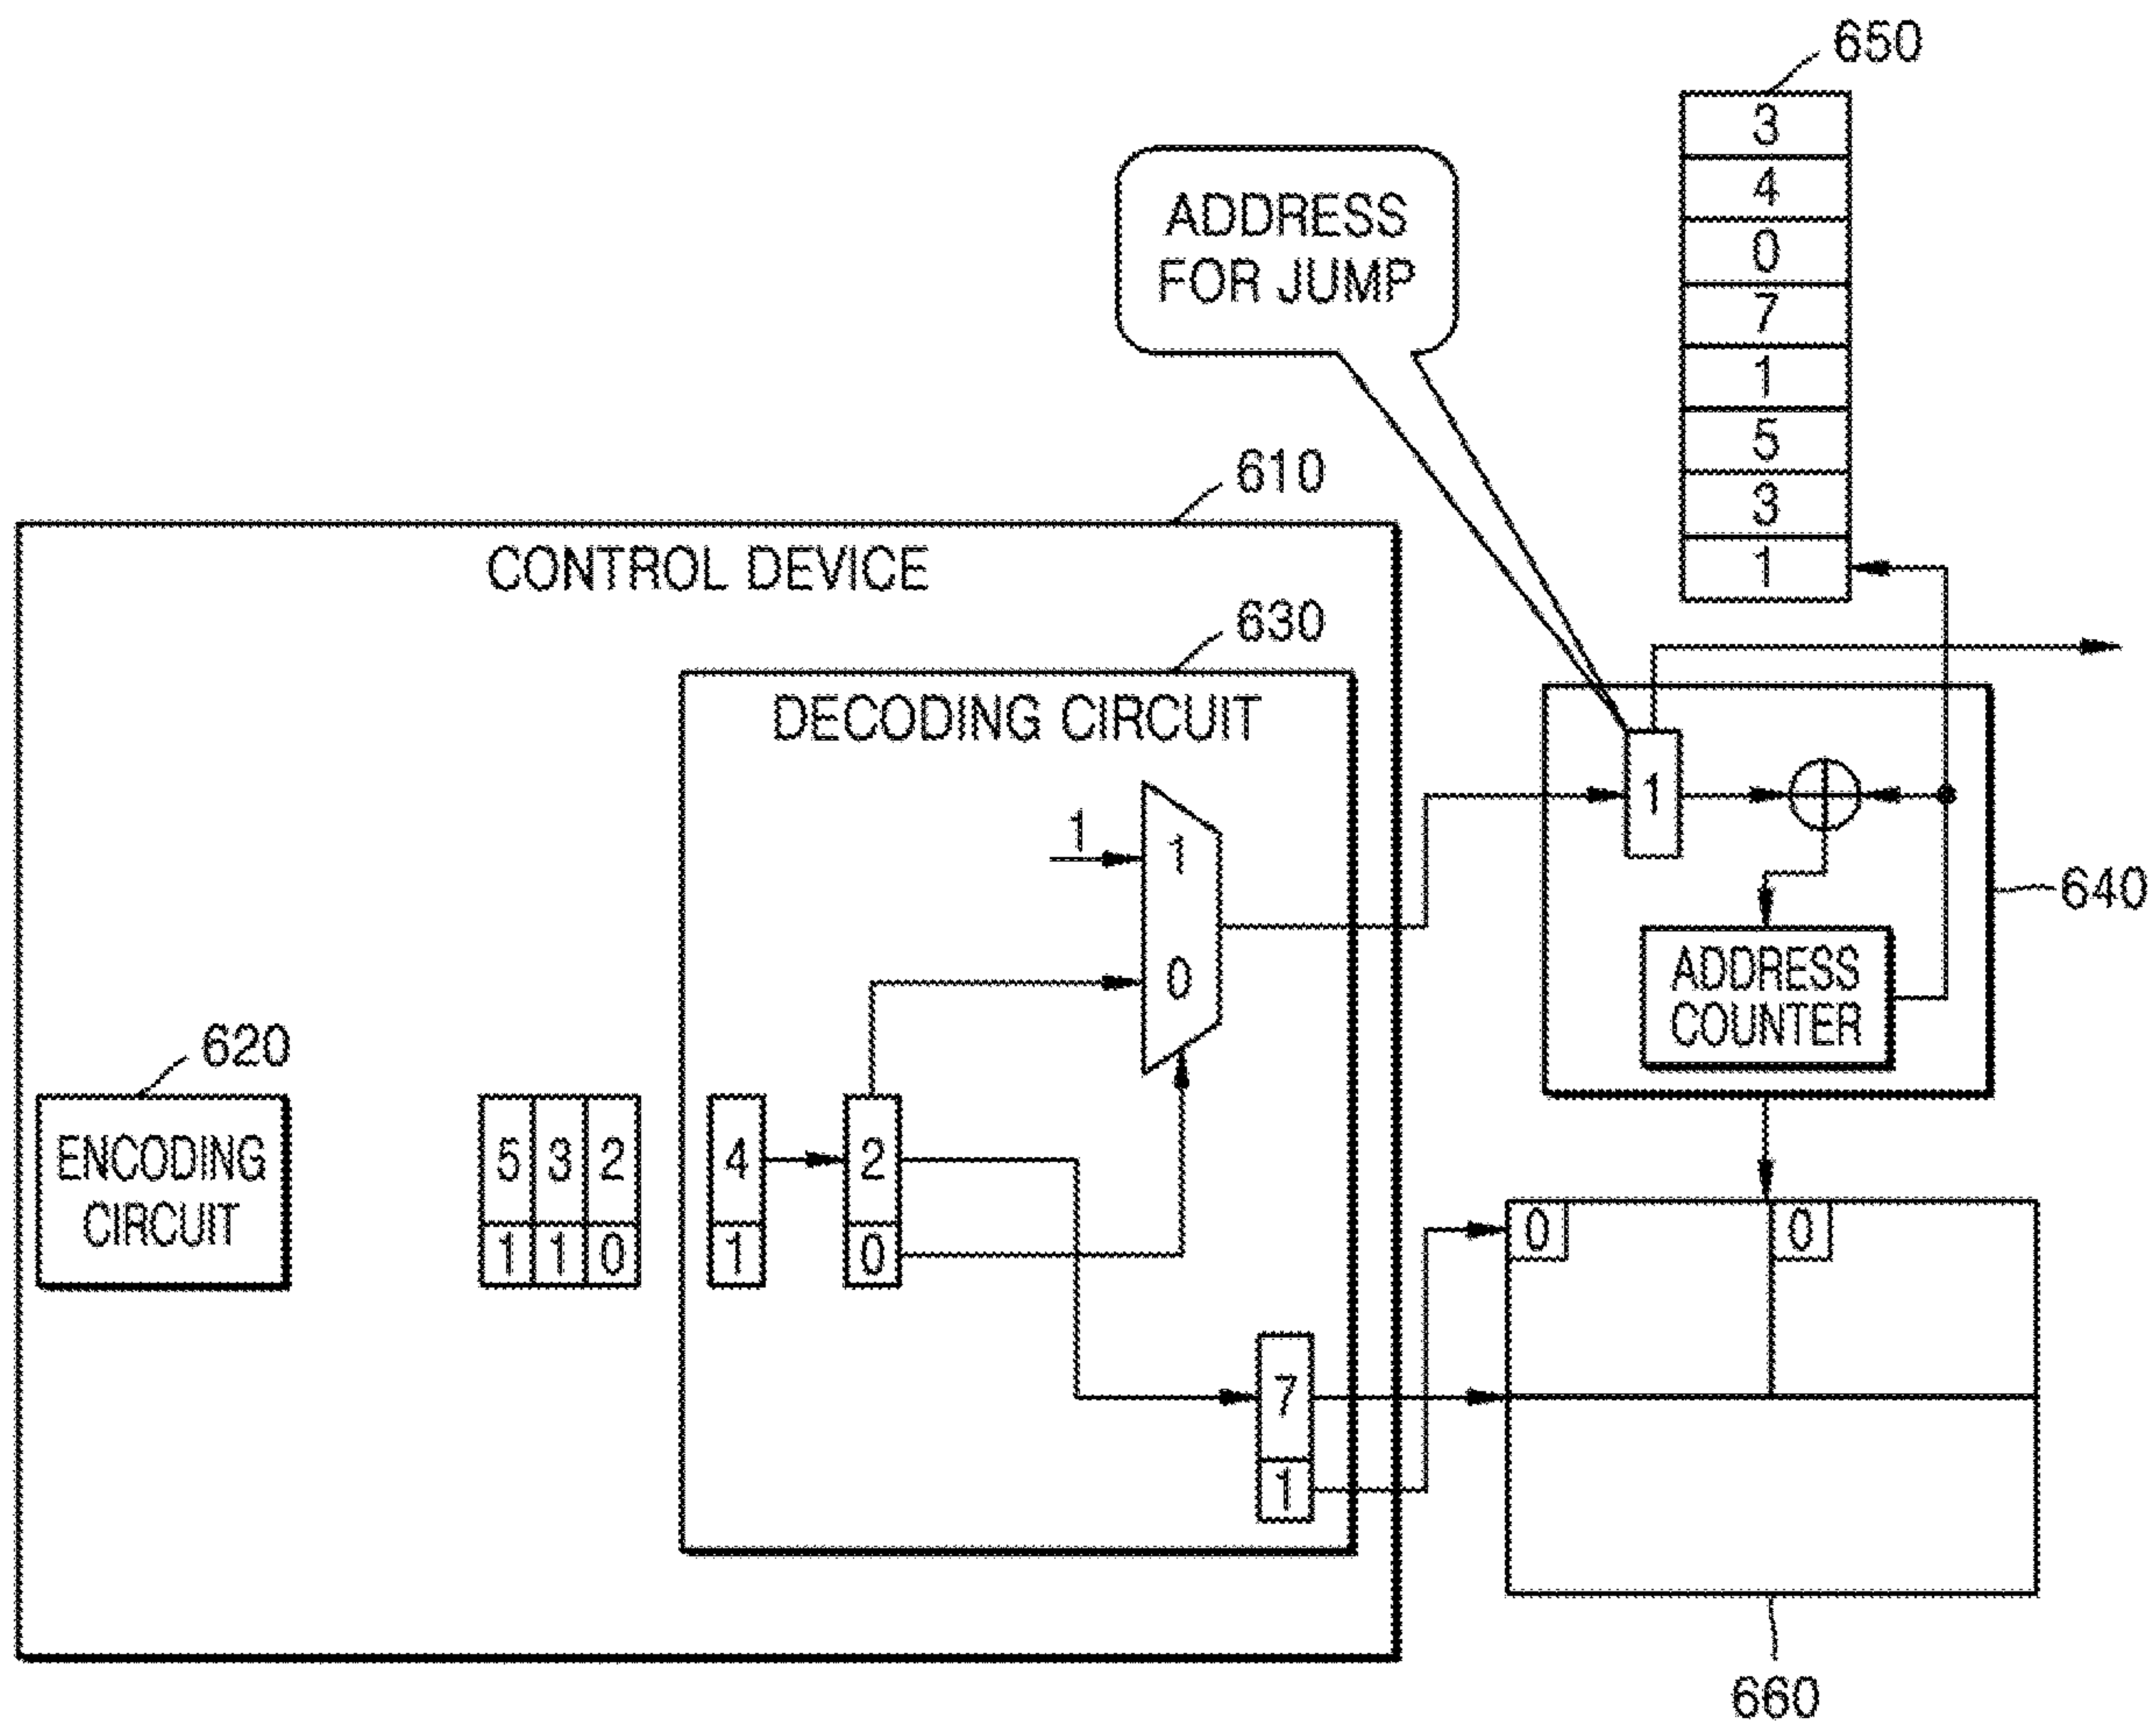 650
3
4
0
7
1
5
3
1
ADDRESS
FOR JUMP
610
CONTROL DEVICE
630
DECODING CIRCUIT
1
1
1
640
0
ADDRESS
COUNTER
620
ENCODING
CIRCUIT
5 3 2
1 1 0
4
1
2
0
0
0
7
1
660